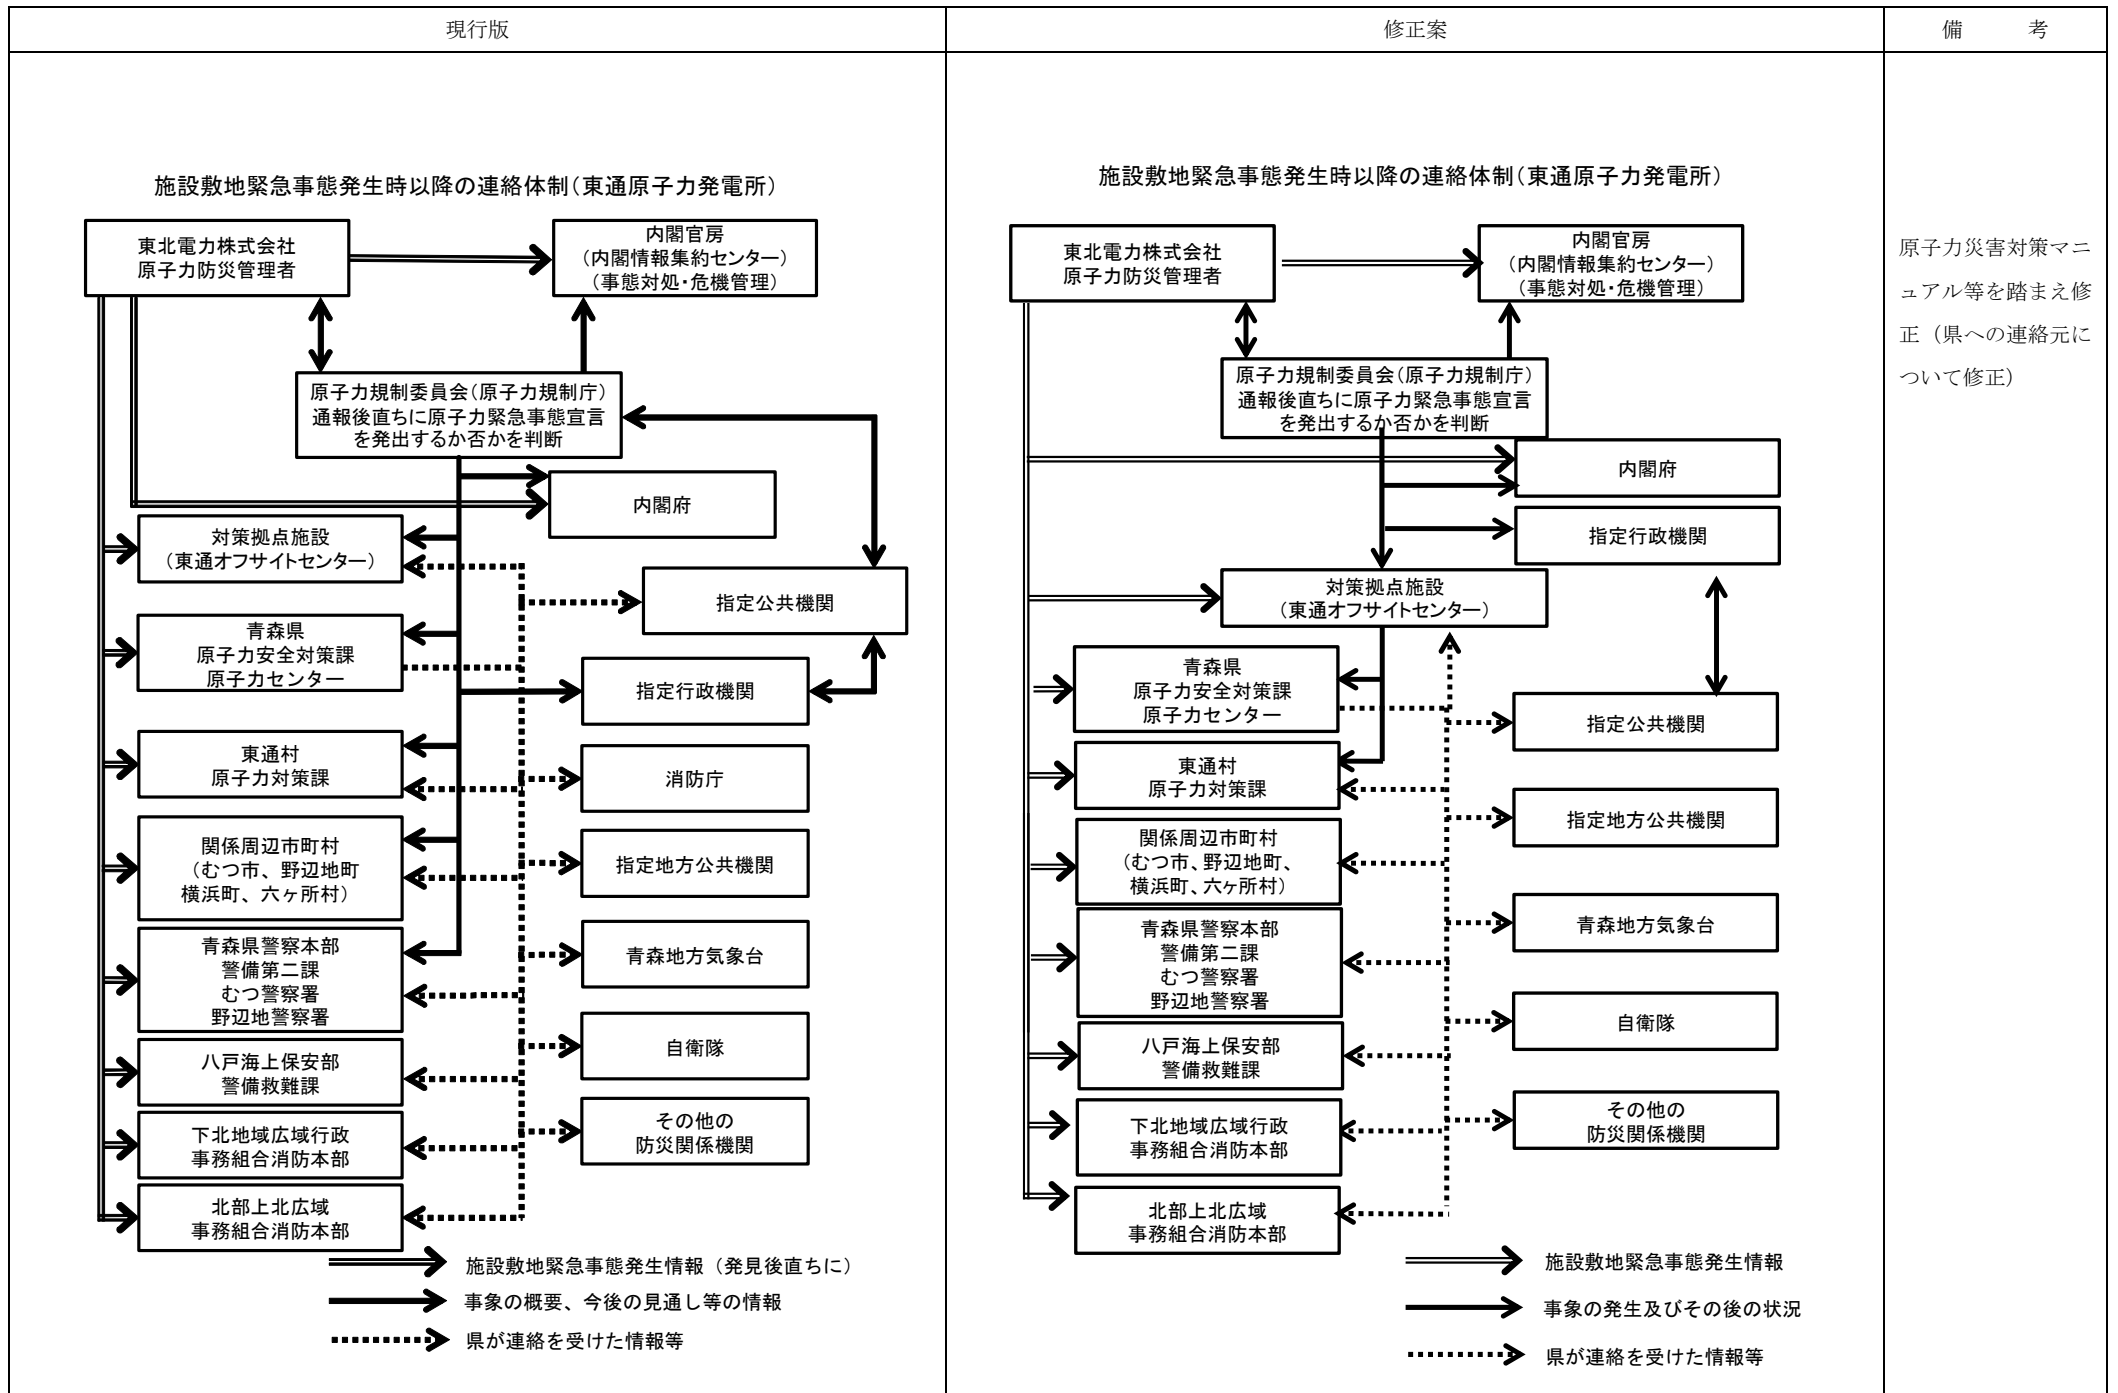 現行版
修正案
備　　考
施設敷地緊急事態発生時以降の連絡体制（東通原子力発電所）
東北電力株式会社
原子力防災管理者
内閣官房
（内閣情報集約センター）
（事態対処・危機管理）
原子力規制委員会（原子力規制庁）
通報後直ちに原子力緊急事態宣言
を発出するか否かを判断
内閣府
対策拠点施設
（東通オフサイトセンター）
指定公共機関
青森県
原子力安全対策課
原子力センター
指定行政機関
東通村
原子力対策課
消防庁
関係周辺市町村
（むつ市、野辺地町
横浜町、六ヶ所村）
指定地方公共機関
青森県警察本部
警備第二課
むつ警察署
野辺地警察署
青森地方気象台
八戸海上保安部
警備救難課
自衛隊
下北地域広域行政
事務組合消防本部
その他の
防災関係機関
北部上北広域
事務組合消防本部
施設敷地緊急事態発生情報（発見後直ちに）
事象の概要、今後の見通し等の情報
県が連絡を受けた情報等
施設敷地緊急事態発生時以降の連絡体制（東通原子力発電所）
東北電力株式会社
原子力防災管理者
内閣官房
（内閣情報集約センター）
（事態対処・危機管理）
原子力規制委員会（原子力規制庁）
通報後直ちに原子力緊急事態宣言
を発出するか否かを判断
内閣府
指定行政機関
対策拠点施設
（東通オフサイトセンター）
青森県
原子力安全対策課
原子力センター
指定公共機関
東通村
原子力対策課
指定地方公共機関
関係周辺市町村
（むつ市、野辺地町、
横浜町、六ヶ所村）
青森県警察本部
警備第二課
むつ警察署
野辺地警察署
青森地方気象台
八戸海上保安部
警備救難課
自衛隊
下北地域広域行政
事務組合消防本部
その他の
防災関係機関
北部上北広域
事務組合消防本部
施設敷地緊急事態発生情報
事象の発生及びその後の状況
県が連絡を受けた情報等
原子力災害対策マニ
ュアル等を踏まえ修
正（県への連絡元に
ついて修正）